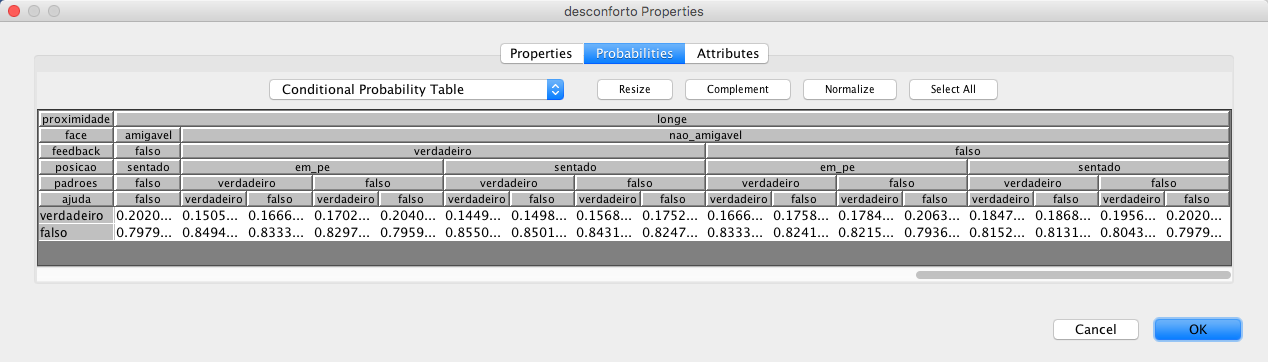 desconforto Properties
Properties Probabilities Attributes
Conditional Probability Table Resize Complement Normalize Select All
proximidade longe
face amigavel nao_amigavel
feedback falso verdadeiro falso
posicao sentado em_pe sentado em_pe sentado
padroes falso verdadeiro falso verdadeiro falso verdadeiro falso verdadeiro falso
ajuda falso verdadeiro falso verdadeiro falso verdadeiro falso verdadeiro falso verdadeiro falso verdadeiro falso verdadeiro falso verdadeiro falso
verdadeiro 0.2020... 0.1505... 0.1666... 0.1702... 0.2040... 0.1449... 0.1498... 0.1568... 0.1752... 0.1666... 0.1758... 0.1784... 0.2063... 0.1847... 0.1868... 0.1956... 0.2020...
falso 0.7979... 0.8494... 0.8333... 0.8297... 0.7959... 0.8550... 0.8501... 0.8431... 0.8247... 0.8333... 0.8241... 0.8215... 0.7936... 0.8152... 0.8131... 0.8043... 0.7979...
Cancel OK